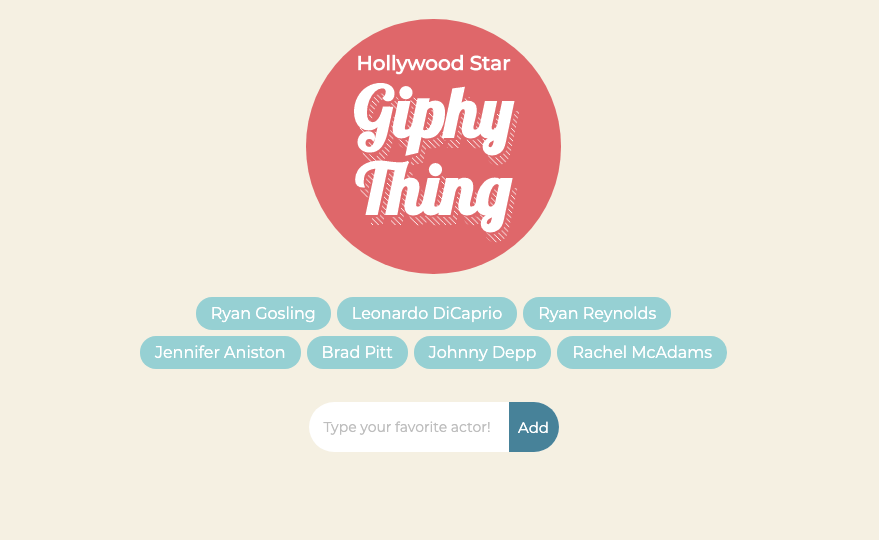 Hollywood Star
Giphy
Thing
Ryan Gosling Leonardo DiCaprio Ryan Reynolds
Jennifer Aniston Brad Pitt Johnny Depp Rachel McAdams
Type your favorite actor! Add